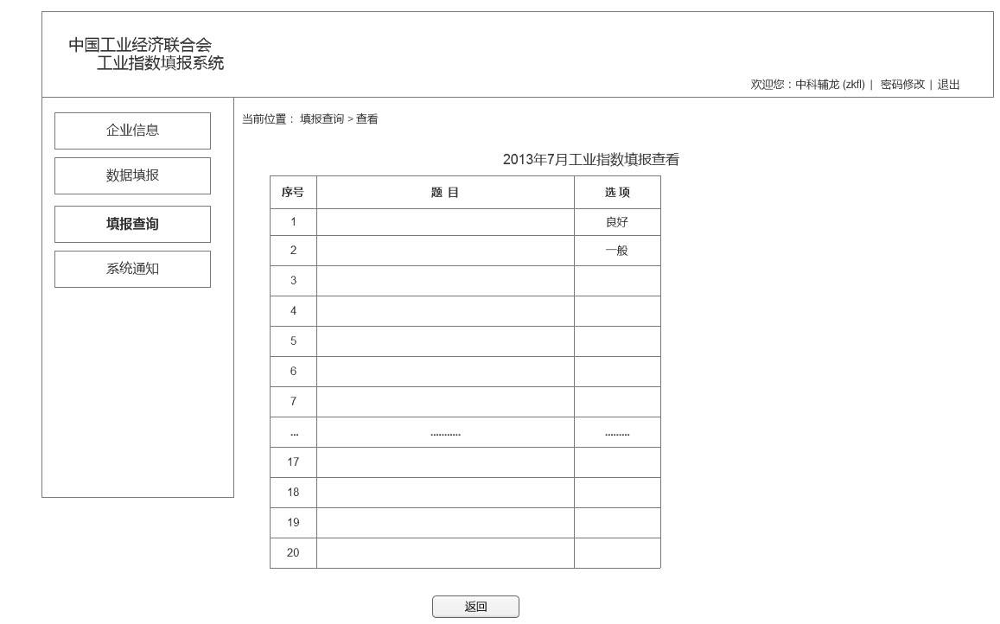 中国工业经济联合会
工业指数填报系统
欢迎您：中科辅龙 (zkfl) | 密码修改 | 退出
企业信息
数据填报
填报查询
系统通知
当前位置： 填报查询 > 查看
2013年7月工业指数填报查看
序号 题 目 选 项
1 良好
2 一般
3
4
5
6
7
... ........... .........
17
18
19
20
返回